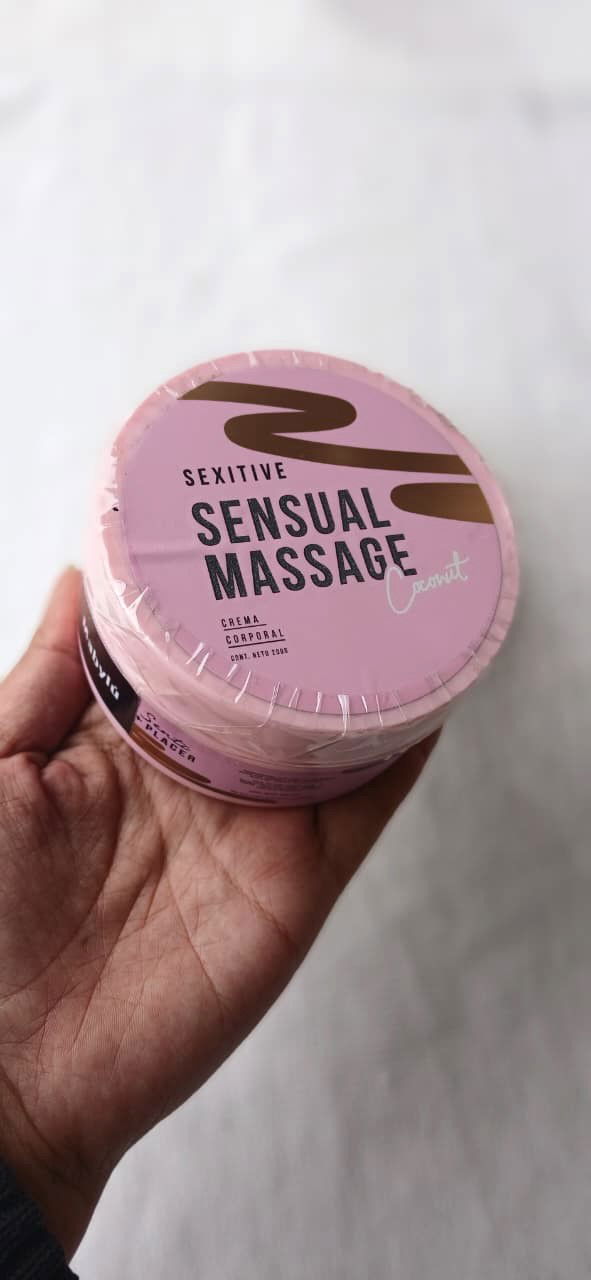 SEXITIVE
SENSUAL
MASSAGE
Coconut
CREMA
CORPORAL
CONT. NETO 200G
+ PLACER